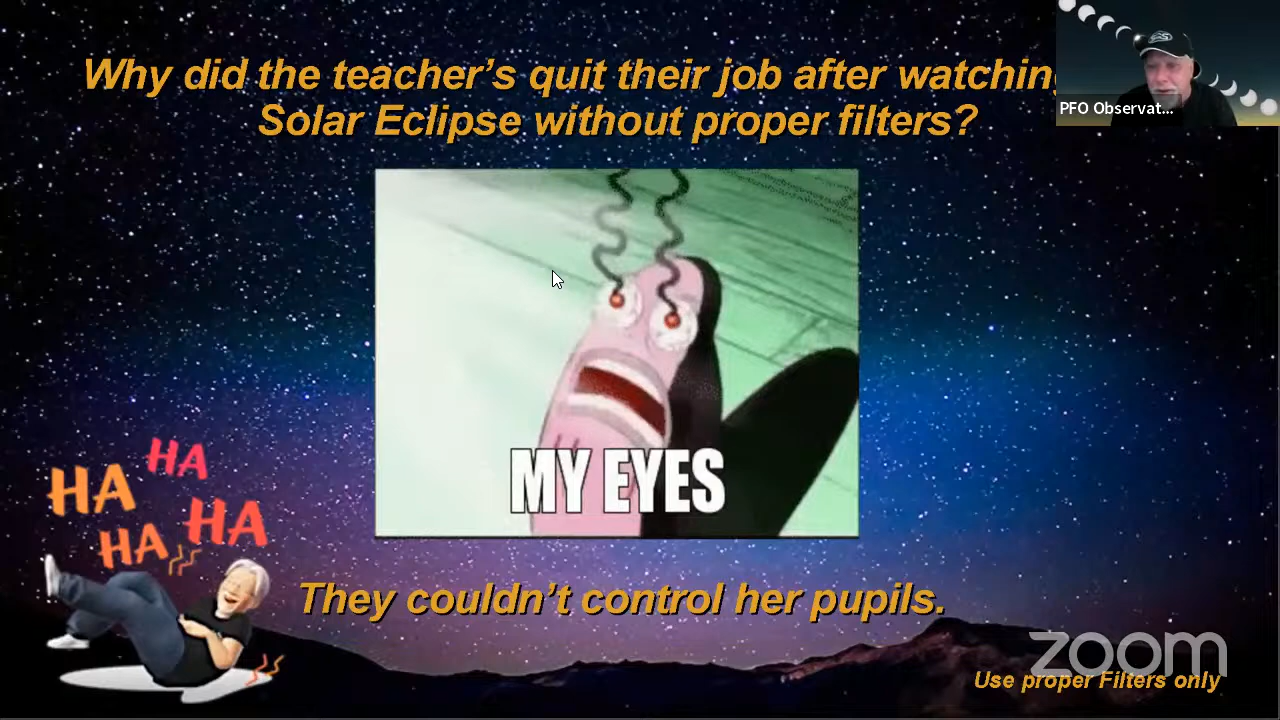 Why did the teacher's quit their job after watching
Solar Eclipse without proper filters?
PFO Observat...
MY EYES
HA
HA
HA
HA
They couldn't control her pupils.
zoom
Use proper Filters only